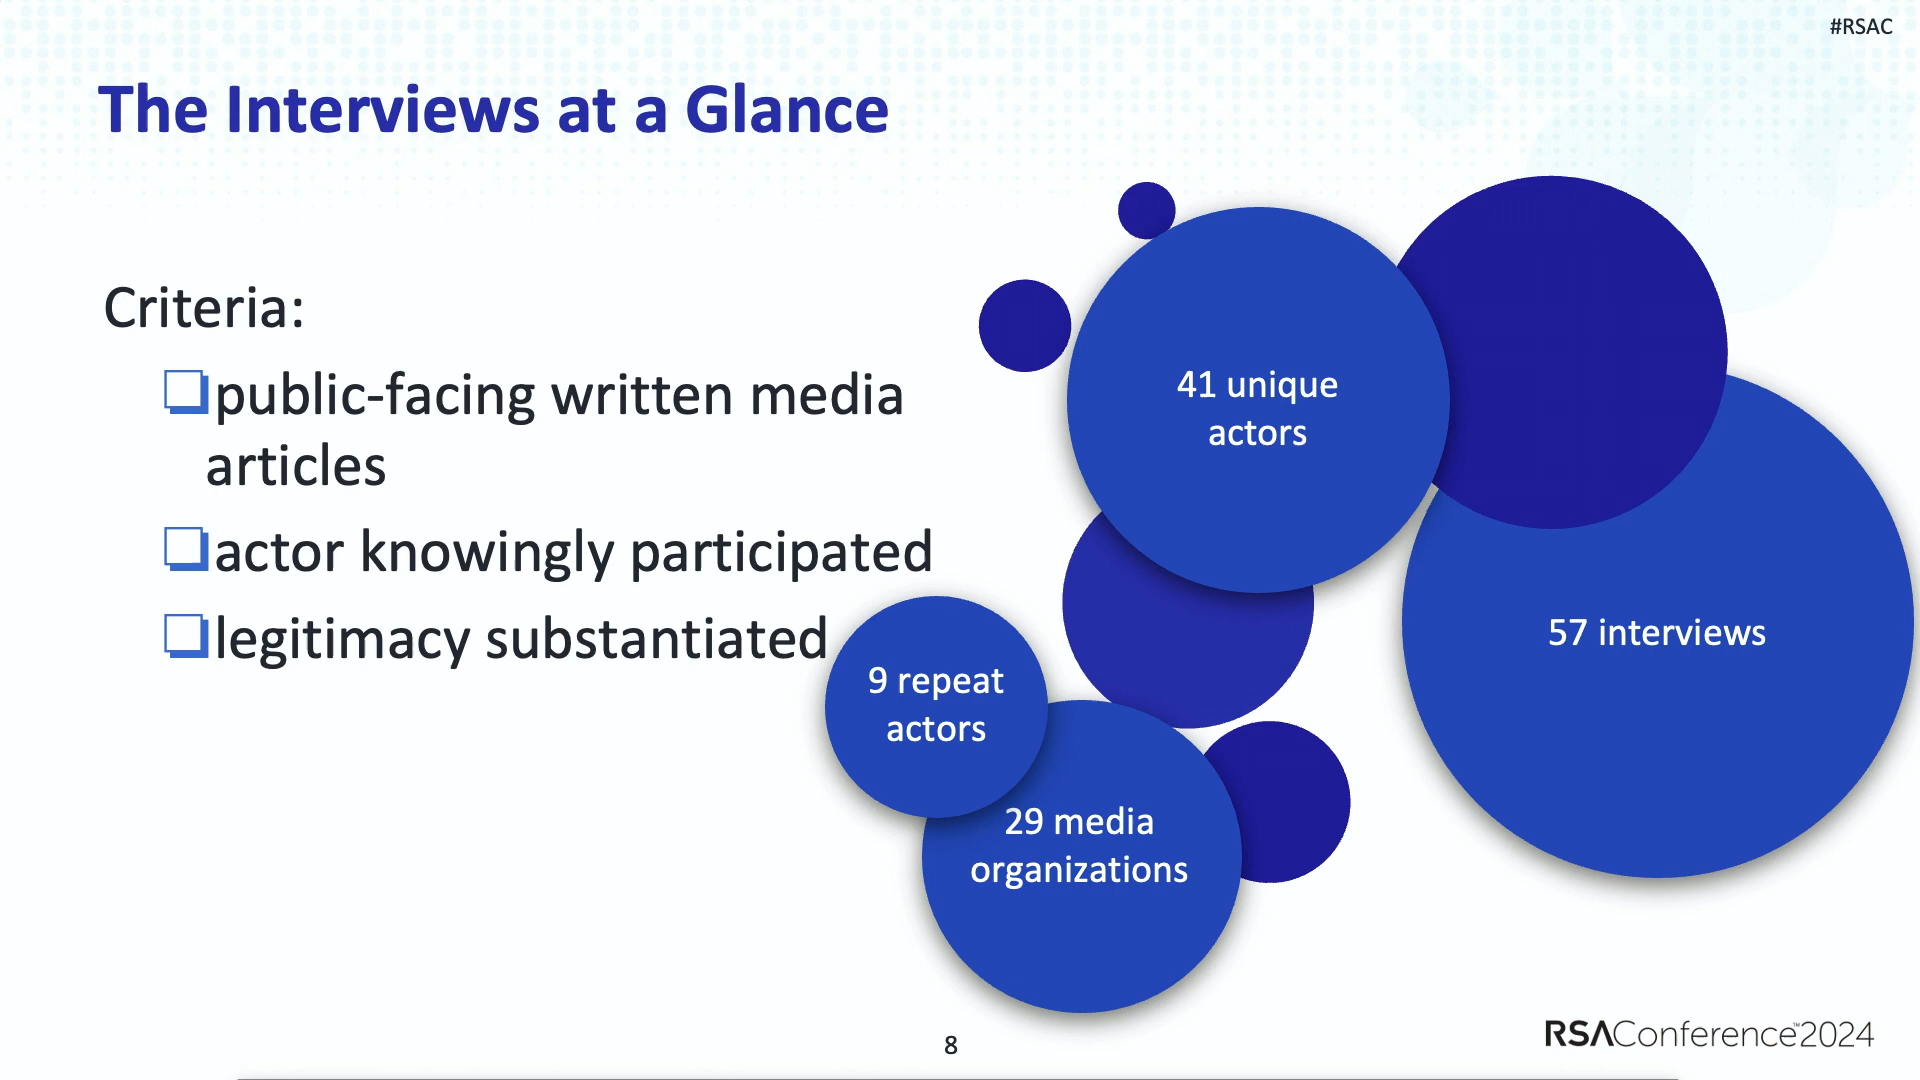 #RSAC
The Interviews at a Glance
Criteria:
public-facing written media
articles
actor knowingly participated
legitimacy substantiated
41 unique
actors
57 interviews
9 repeat
actors
29 media
organizations
8
RSAConference™2024